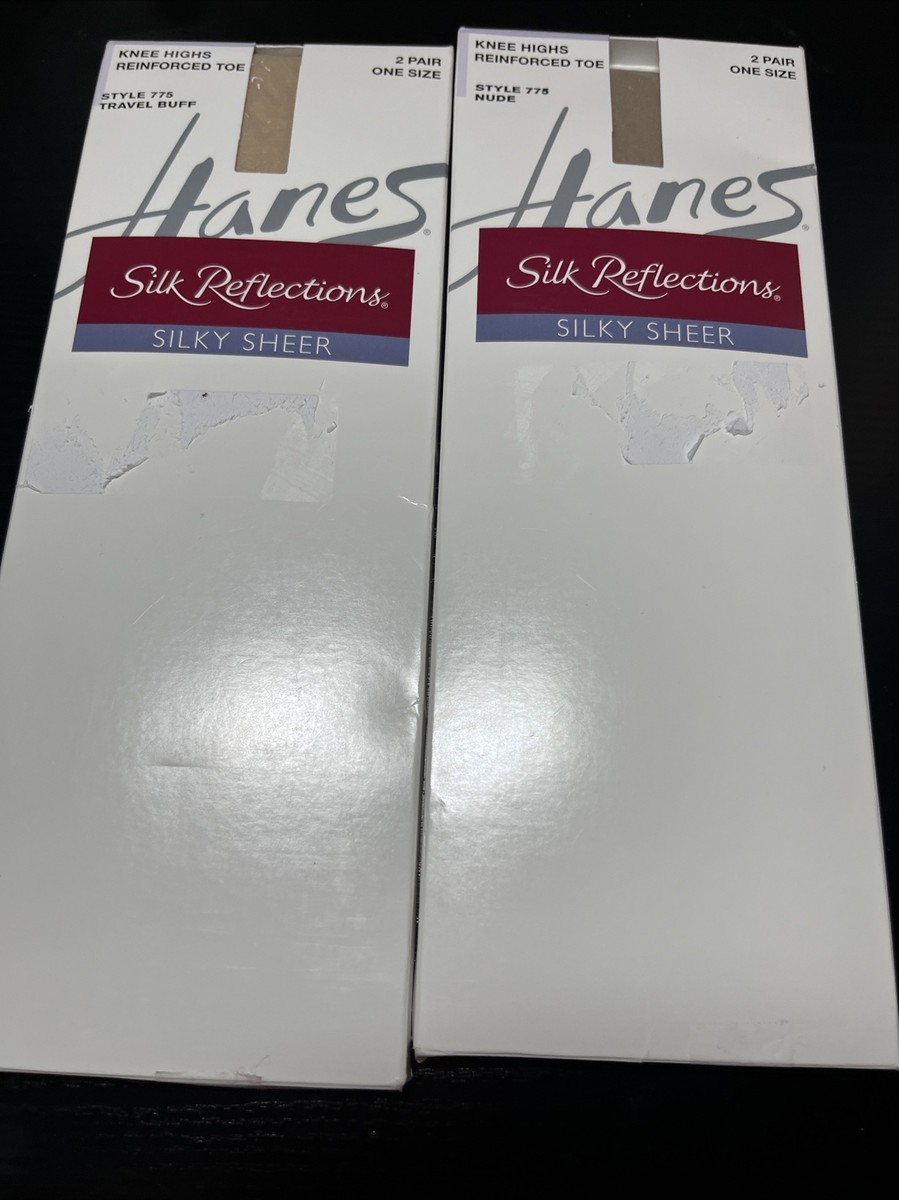 KNEE HIGHS
REINFORCED TOE
2 PAIR
ONE SIZE
STYLE 775
TRAVEL BUFF
Hanes®
Silk Reflections®
SILKY SHEER
KNEE HIGHS
REINFORCED TOE
2 PAIR
ONE SIZE
STYLE 775
NUDE
Hanes®
Silk Reflections®
SILKY SHEER